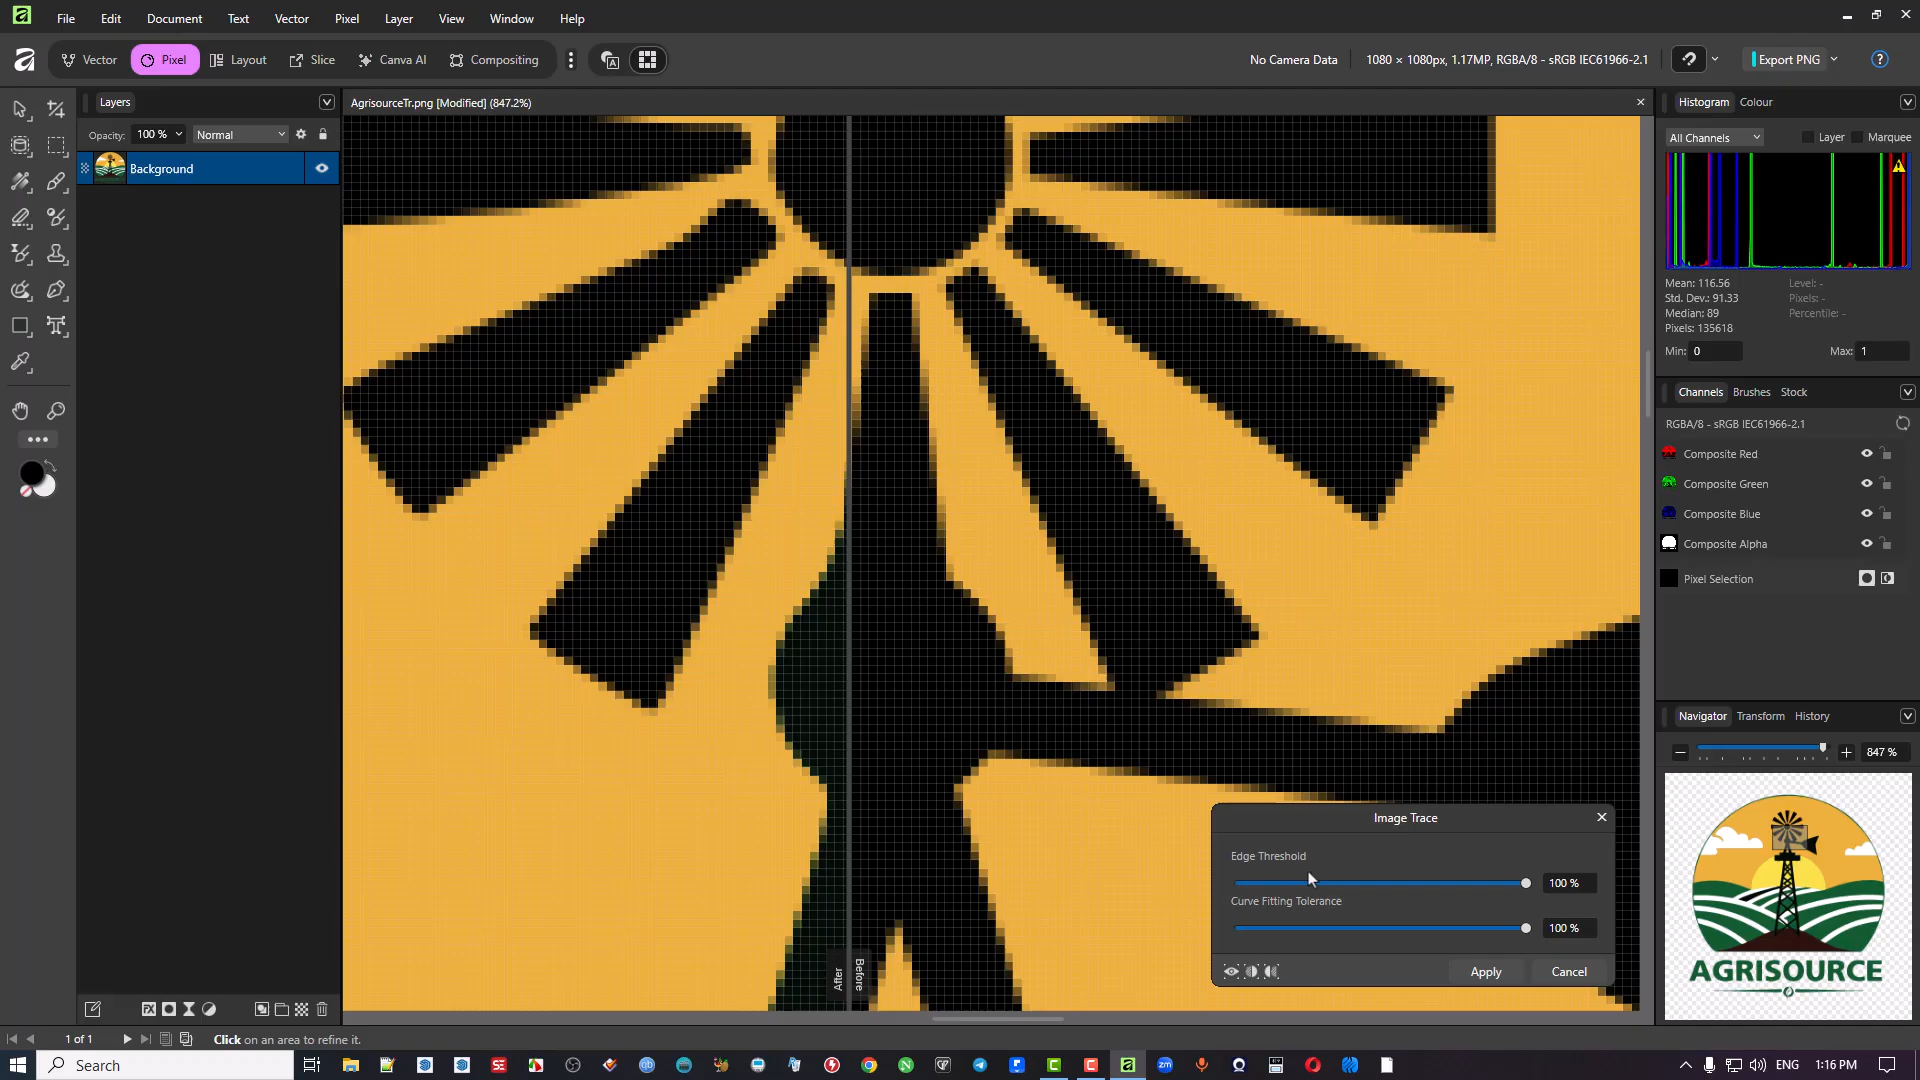 File Edit Document Text Vector Pixel Layer View Window Help
Vector Pixel Layout Slice Canva AI Compositing
No Camera Data 1080 × 1080px, 1.17MP, RGBA/8 - sRGB IEC61966-2.1 Export PNG
Layers
AgrisourceTr.png [Modified] (847.2%)
Histogram Colour
Opacity: 100 % Normal
All Channels Layer Marquee
Background
Mean: 116.56 Level: -
Std. Dev.: 91.33 Pixels: -
Median: 89 Percentile: -
Pixels: 135618
Min: 0 Max: 1
Channels Brushes Stock
RGBA/8 - sRGB IEC61966-2.1
Composite Red
Composite Green
Composite Blue
Composite Alpha
Pixel Selection
Navigator Transform History
847 %
AGRISOURCE
Image Trace
Edge Threshold
100 %
Curve Fitting Tolerance
100 %
Apply Cancel
After
Before
1 of 1 Click on an area to refine it.
Search
ENG 1:16 PM